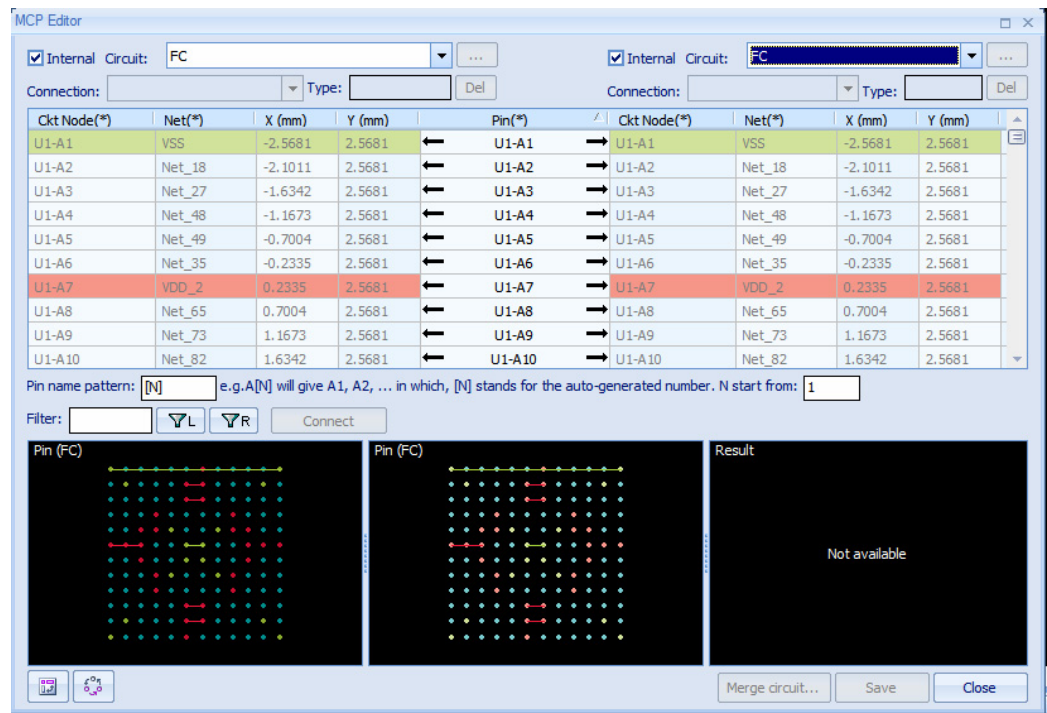 MCP Editor
Internal Circuit: FC ... Internal Circuit: FC ...
Connection: Type: Del Connection: Type: Del
Ckt Node(*) Net(*) X (mm) Y (mm) Pin(*) Ckt Node(*) Net(*) X (mm) Y (mm)
U1-A1 VSS -2.5681 2.5681 U1-A1 U1-A1 VSS -2.5681 2.5681
U1-A2 Net_18 -2.1011 2.5681 U1-A2 U1-A2 Net_18 -2.1011 2.5681
U1-A3 Net_27 -1.6342 2.5681 U1-A3 U1-A3 Net_27 -1.6342 2.5681
U1-A4 Net_48 -1.1673 2.5681 U1-A4 U1-A4 Net_48 -1.1673 2.5681
U1-A5 Net_49 -0.7004 2.5681 U1-A5 U1-A5 Net_49 -0.7004 2.5681
U1-A6 Net_35 -0.2335 2.5681 U1-A6 U1-A6 Net_35 -0.2335 2.5681
U1-A7 VDD_2 0.2335 2.5681 U1-A7 U1-A7 VDD_2 0.2335 2.5681
U1-A8 Net_65 0.7004 2.5681 U1-A8 U1-A8 Net_65 0.7004 2.5681
U1-A9 Net_73 1.1673 2.5681 U1-A9 U1-A9 Net_73 1.1673 2.5681
U1-A10 Net_82 1.6342 2.5681 U1-A10 U1-A10 Net_82 1.6342 2.5681
Pin name pattern: [N] e.g.A[N] will give A1, A2, ... in which, [N] stands for the auto-generated number. N start from: 1
Filter: L R Connect
Pin (FC) Pin (FC) Result
Not available
Merge circuit... Save Close